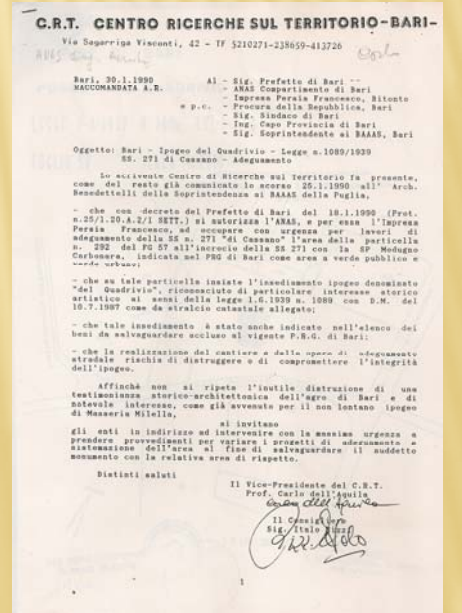 C.R.T. CENTRO RICERCHE SUL TERRITORIO-BARI-
Via Sagarriga Visconti, 42 - TF 5210271-238659-413726
Bari, 30.1.1990
RACCOMANDATA A.R.
Al - Sig. Prefetto di Bari --
- ANAS Compartimento di Bari
- Impresa Persia Francesco, Bitonto
e p.c. - Procura della Repubblica, Bari
- Sig. Sindaco di Bari
- Ing. Capo Provincia di Bari
- Sig. Soprintendente ai BAAAS, Bari
Oggetto: Bari - Ipogeo del Quadrivio - Legge n.1089/1939
SS. 271 di Cassano - Adeguamento
Lo scrivente Centro di Ricerche sul Territorio fa presente,
come del resto già comunicato lo scorso 25.1.1990 all' Arch.
Benedettelli della Soprintendenza ai BAAAS della Puglia,
- che con decreto del Prefetto di Bari del 18.1.1990 (Prot.
n.25/1.20.A.2/1 SETT.) si autorizza l'ANAS, e per essa l'Impresa
Persia Francesco, ad occupare con urgenza per lavori di
adeguamento della SS n. 271 "di Cassano" l'area della particella
n. 292 del FG 57 all'incrocio della SS 271 con la SP Modugno
Carbonara, indicata nel PRG di Bari come area a verde pubblico e
verde urbano;
- che su tale particella insiste l'insediamento ipogeo denominato
"del Quadrivio", riconosciuto di particolare interesse storico
artistico ai sensi della legge 1.6.1939 n. 1089 con D.M. del
10.7.1987 come da stralcio catastale allegato;
- che tale insediamento è stato anche indicato nell'elenco dei
beni da salvaguardare accluso al vigente P.R.G. di Bari;
- che la realizzazione del cantiere e delle opere di adeguamento
stradale rischia di distruggere o di compromettere l'integrità
dell'ipogeo.
Affinchè non si ripeta l'inutile distruzione di una
testimonianza storico-architettonica dell'agro di Bari e di
notevole interesse, come già avvenuto per il non lontano ipogeo
di Masseria Milella,
si invitano
gli enti in indirizzo ad intervenire con la massima urgenza a
prendere provvedimenti per variare i progetti di adeguamento e
sistemazione dell'area al fine di salvaguardare il suddetto
monumento con la relativa area di rispetto.
Distinti saluti
Il Vice-Presidente del C.R.T.
Prof. Carlo dell'Aquila
Carlo dell'Aquila
Il Consigliere
Sig. Italo
1